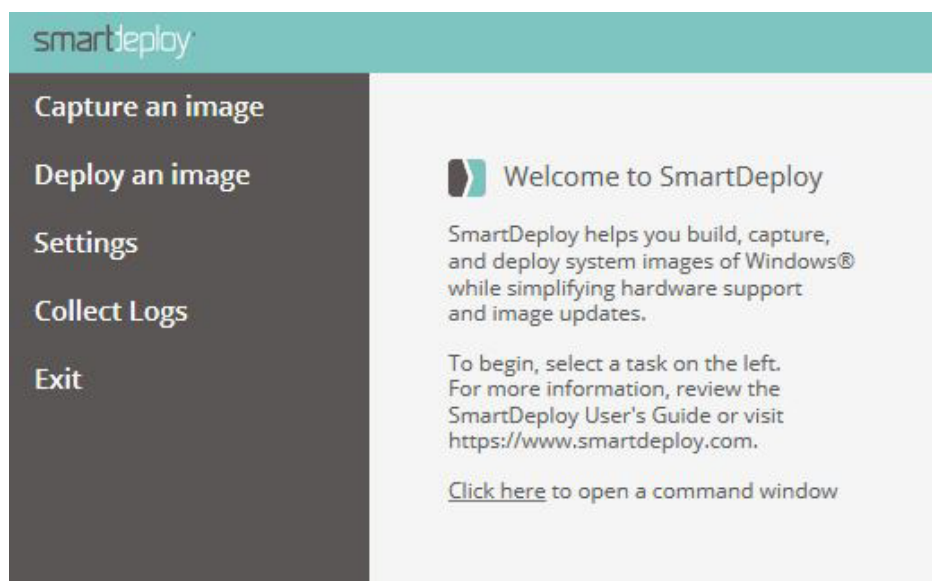 smartdeploy
Capture an image
Deploy an image
Settings
Collect Logs
Exit
Welcome to SmartDeploy
SmartDeploy helps you build, capture,
and deploy system images of Windows®
while simplifying hardware support
and image updates.
To begin, select a task on the left.
For more information, review the
SmartDeploy User's Guide or visit
https://www.smartdeploy.com.
Click here to open a command window